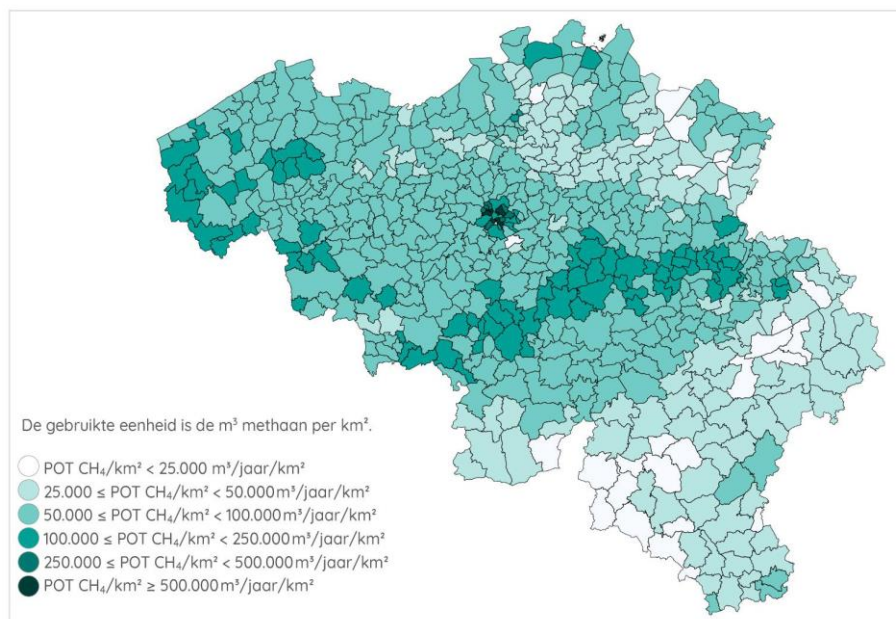 De gebruikte eenheid is de m³ methaan per km².
POT CH₄/km² < 25.000 m³/jaar/km²
25.000 ≤ POT CH₄/km² < 50.000 m³/jaar/km²
50.000 ≤ POT CH₄/km² < 100.000 m³/jaar/km²
100.000 ≤ POT CH₄/km² < 250.000 m³/jaar/km²
250.000 ≤ POT CH₄/km² < 500.000 m³/jaar/km²
POT CH₄/km² ≥ 500.000 m³/jaar/km²